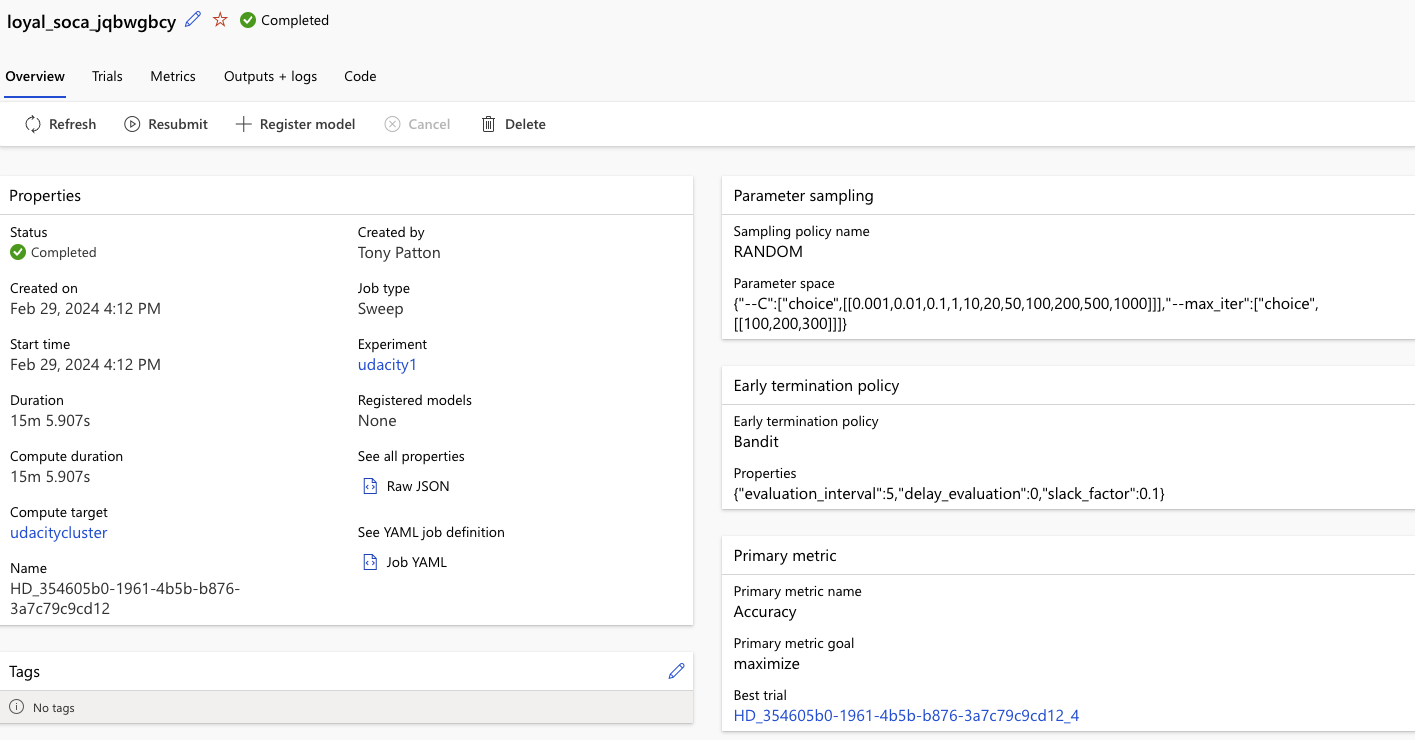 loyal_soca_jqbwgbcy Completed
Overview Trials Metrics Outputs + logs Code
Refresh Resubmit Register model Cancel Delete
Properties
Status
Completed
Created on
Feb 29, 2024 4:12 PM
Start time
Feb 29, 2024 4:12 PM
Duration
15m 5.907s
Compute duration
15m 5.907s
Compute target
udacitycluster
Name
HD_354605b0-1961-4b5b-b876-
3a7c79c9cd12
Created by
Tony Patton
Job type
Sweep
Experiment
udacity1
Registered models
None
See all properties
Raw JSON
See YAML job definition
Job YAML
Tags
No tags
Parameter sampling
Sampling policy name
RANDOM
Parameter space
{"--C":["choice",[[0.001,0.01,0.1,1,10,20,50,100,200,500,1000]]],"--max_iter":["choice",
[[100,200,300]]]}
Early termination policy
Early termination policy
Bandit
Properties
{"evaluation_interval":5,"delay_evaluation":0,"slack_factor":0.1}
Primary metric
Primary metric name
Accuracy
Primary metric goal
maximize
Best trial
HD_354605b0-1961-4b5b-b876-3a7c79c9cd12_4